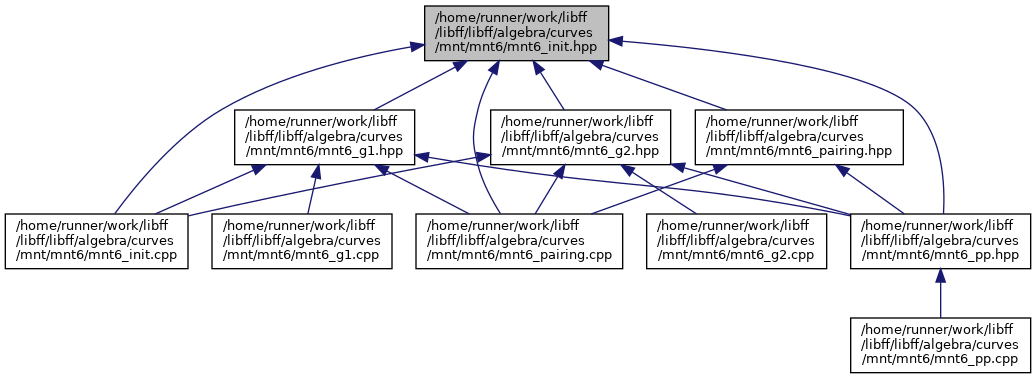 /home/runner/work/libff
/libff/libff/algebra/curves
/mnt/mnt6/mnt6_init.hpp
/home/runner/work/libff
/libff/libff/algebra/curves
/mnt/mnt6/mnt6_g1.hpp
/home/runner/work/libff
/libff/libff/algebra/curves
/mnt/mnt6/mnt6_g2.hpp
/home/runner/work/libff
/libff/libff/algebra/curves
/mnt/mnt6/mnt6_pairing.hpp
/home/runner/work/libff
/libff/libff/algebra/curves
/mnt/mnt6/mnt6_init.cpp
/home/runner/work/libff
/libff/libff/algebra/curves
/mnt/mnt6/mnt6_g1.cpp
/home/runner/work/libff
/libff/libff/algebra/curves
/mnt/mnt6/mnt6_pairing.cpp
/home/runner/work/libff
/libff/libff/algebra/curves
/mnt/mnt6/mnt6_g2.cpp
/home/runner/work/libff
/libff/libff/algebra/curves
/mnt/mnt6/mnt6_pp.hpp
/home/runner/work/libff
/libff/libff/algebra/curves
/mnt/mnt6/mnt6_pp.cpp